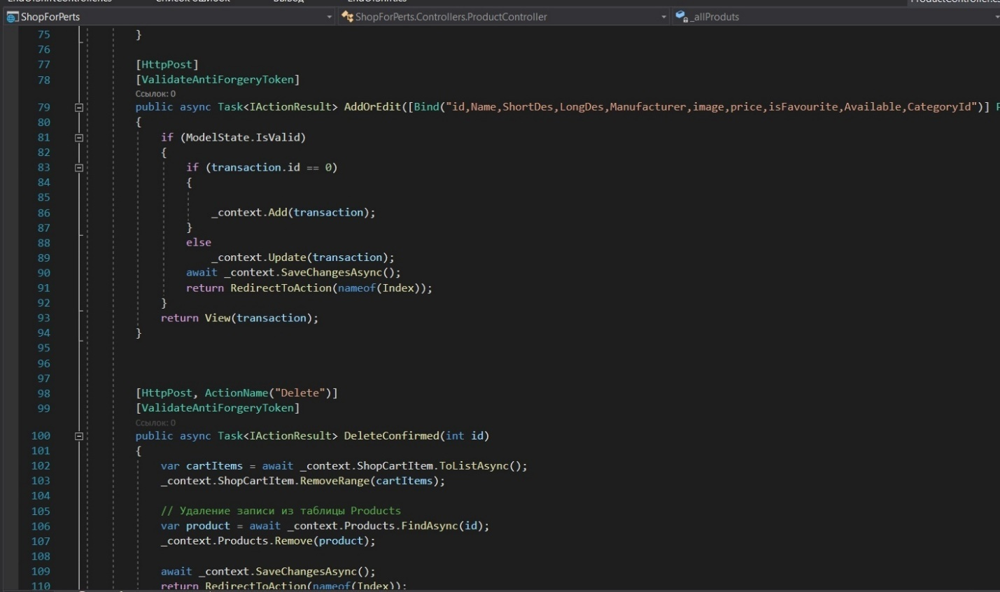 Список ошибок Вывод
ShopForPerts ShopForPerts.Controllers.ProductController _allProduts
75 }
76
77 [HttpPost]
78 [ValidateAntiForgeryToken]
Ссылок: 0
79 public async Task<IActionResult> AddOrEdit([Bind("id,Name,ShortDes,LongDes,Manufacturer,image,price,isFavourite,Available,CategoryId")]
80 {
81 if (ModelState.IsValid)
82 {
83 if (transaction.id == 0)
84 {
85
86 _context.Add(transaction);
87 }
88 else
89 _context.Update(transaction);
90 await _context.SaveChangesAsync();
91 return RedirectToAction(nameof(Index));
92 }
93 return View(transaction);
94 }
95
96
97
98 [HttpPost, ActionName("Delete")]
99 [ValidateAntiForgeryToken]
Ссылок: 0
100 public async Task<IActionResult> DeleteConfirmed(int id)
101 {
102 var cartItems = await _context.ShopCartItem.ToListAsync();
103 _context.ShopCartItem.RemoveRange(cartItems);
104
105 // Удаление записи из таблицы Products
106 var product = await _context.Products.FindAsync(id);
107 _context.Products.Remove(product);
108
109 await _context.SaveChangesAsync();
110 return RedirectToAction(nameof(Index));